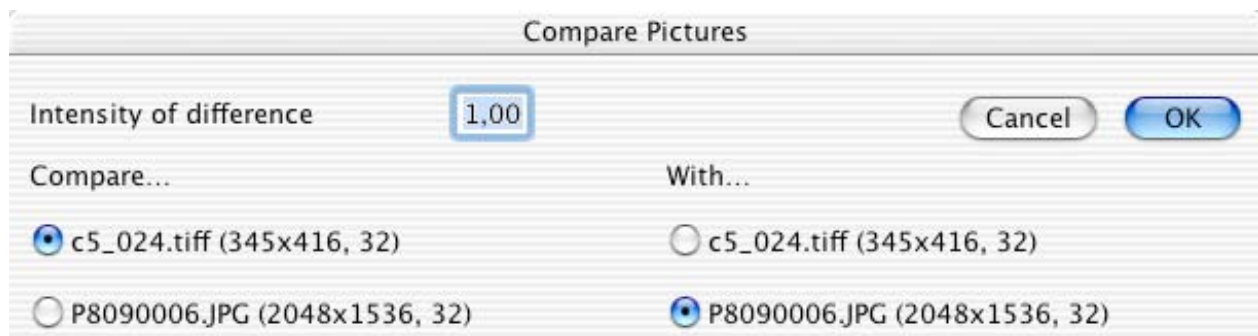 Compare Pictures
Intensity of difference 1,00 Cancel OK
Compare... With...
c5_024.tiff (345x416, 32) c5_024.tiff (345x416, 32)
P8090006.JPG (2048x1536, 32) P8090006.JPG (2048x1536, 32)